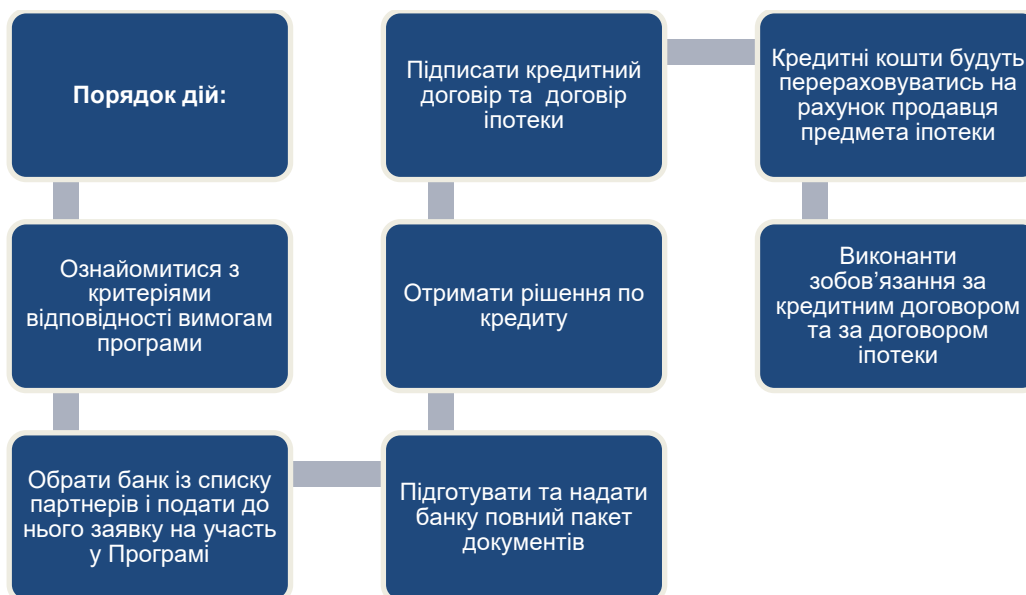 Порядок дій:
Ознайомитися з
критеріями
відповідності вимогам
програми
Обрати банк із списку
партнерів і подати до
нього заявку на участь
у Програмі
Підготувати та надати
банку повний пакет
документів
Отримати рішення по
кредиту
Підписати кредитний
договір та договір
іпотеки
Кредитні кошти будуть
перераховуватись на
рахунок продавця
предмета іпотеки
Виконанти
зобов’язання за
кредитним договором
та за договором
іпотеки